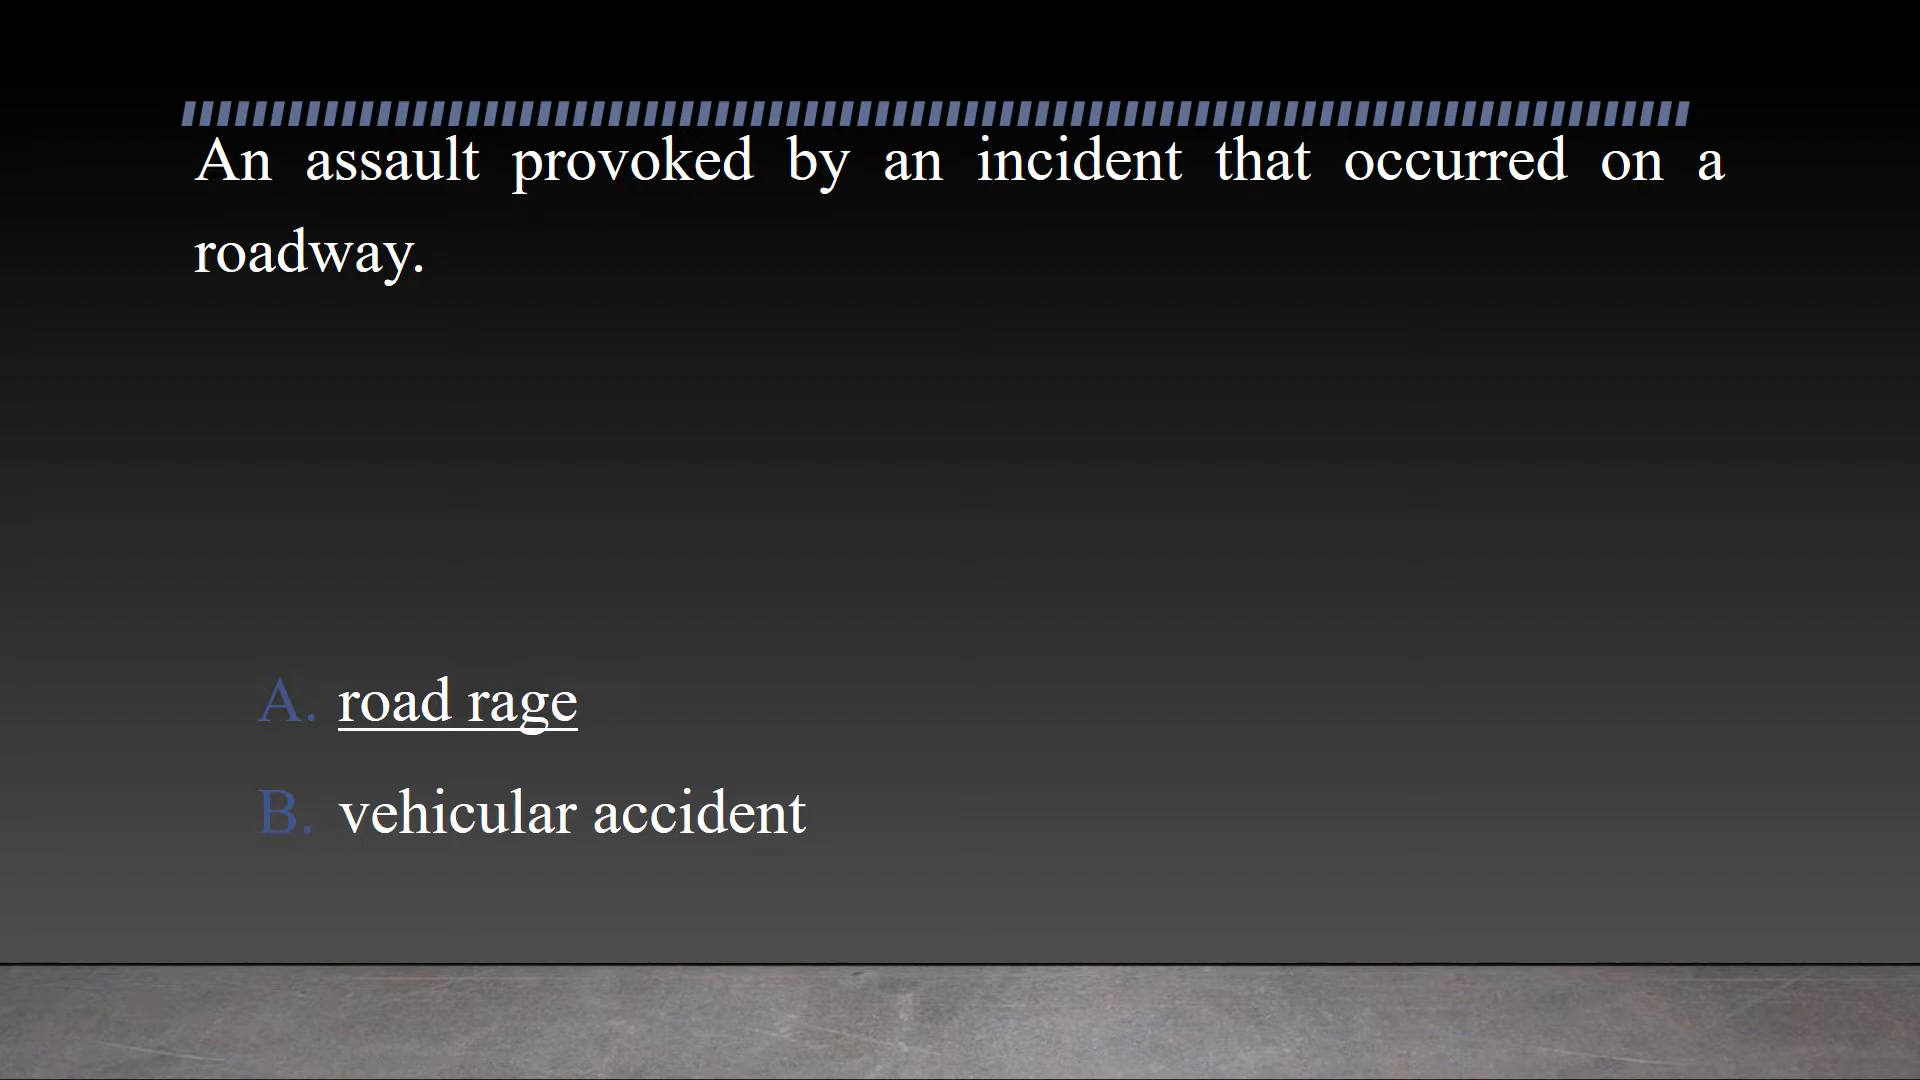 An assault provoked by an incident that occurred on a
roadway.
A. road rage
B. vehicular accident